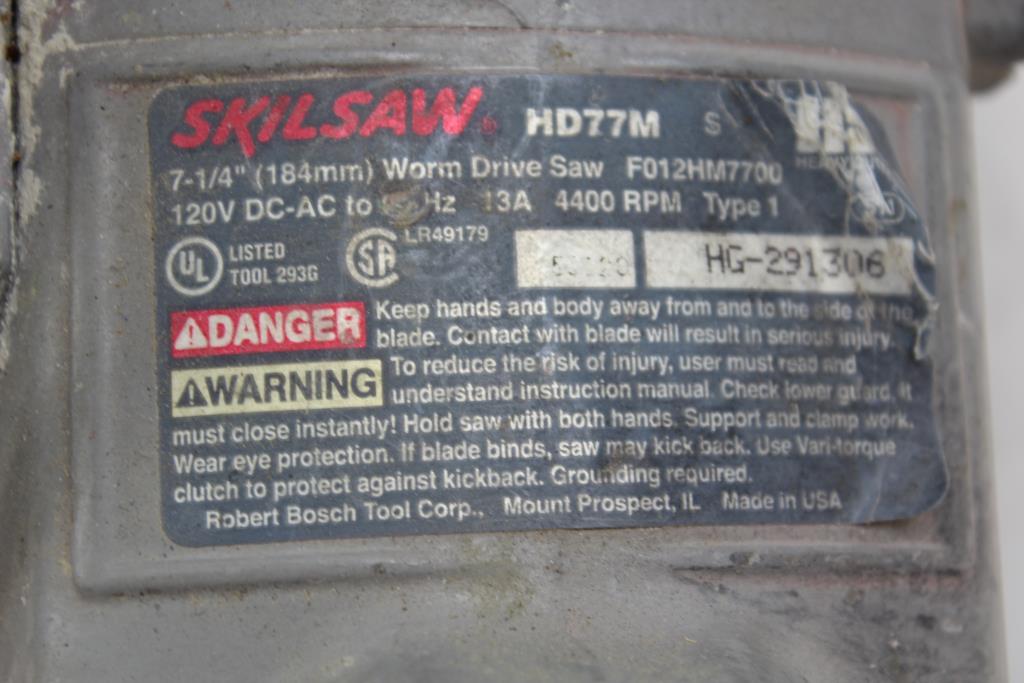 SKILSAW® HD77M S
HEAVY
7-1/4" (184mm) Worm Drive Saw F012HM7700
120V DC-AC to Hz 13A 4400 RPM Type 1
UL LISTED
TOOL 293G
SA LR49179
HG-291306
DANGER Keep hands and body away from and to the side of the
blade. Contact with blade will result in serious injury.
WARNING To reduce the risk of injury, user must read and
understand instruction manual. Check lower guard. It
must close instantly! Hold saw with both hands. Support and clamp work.
Wear eye protection. If blade binds, saw may kick back. Use Vari-torque
clutch to protect against kickback. Grounding required.
Robert Bosch Tool Corp., Mount Prospect, IL Made in USA